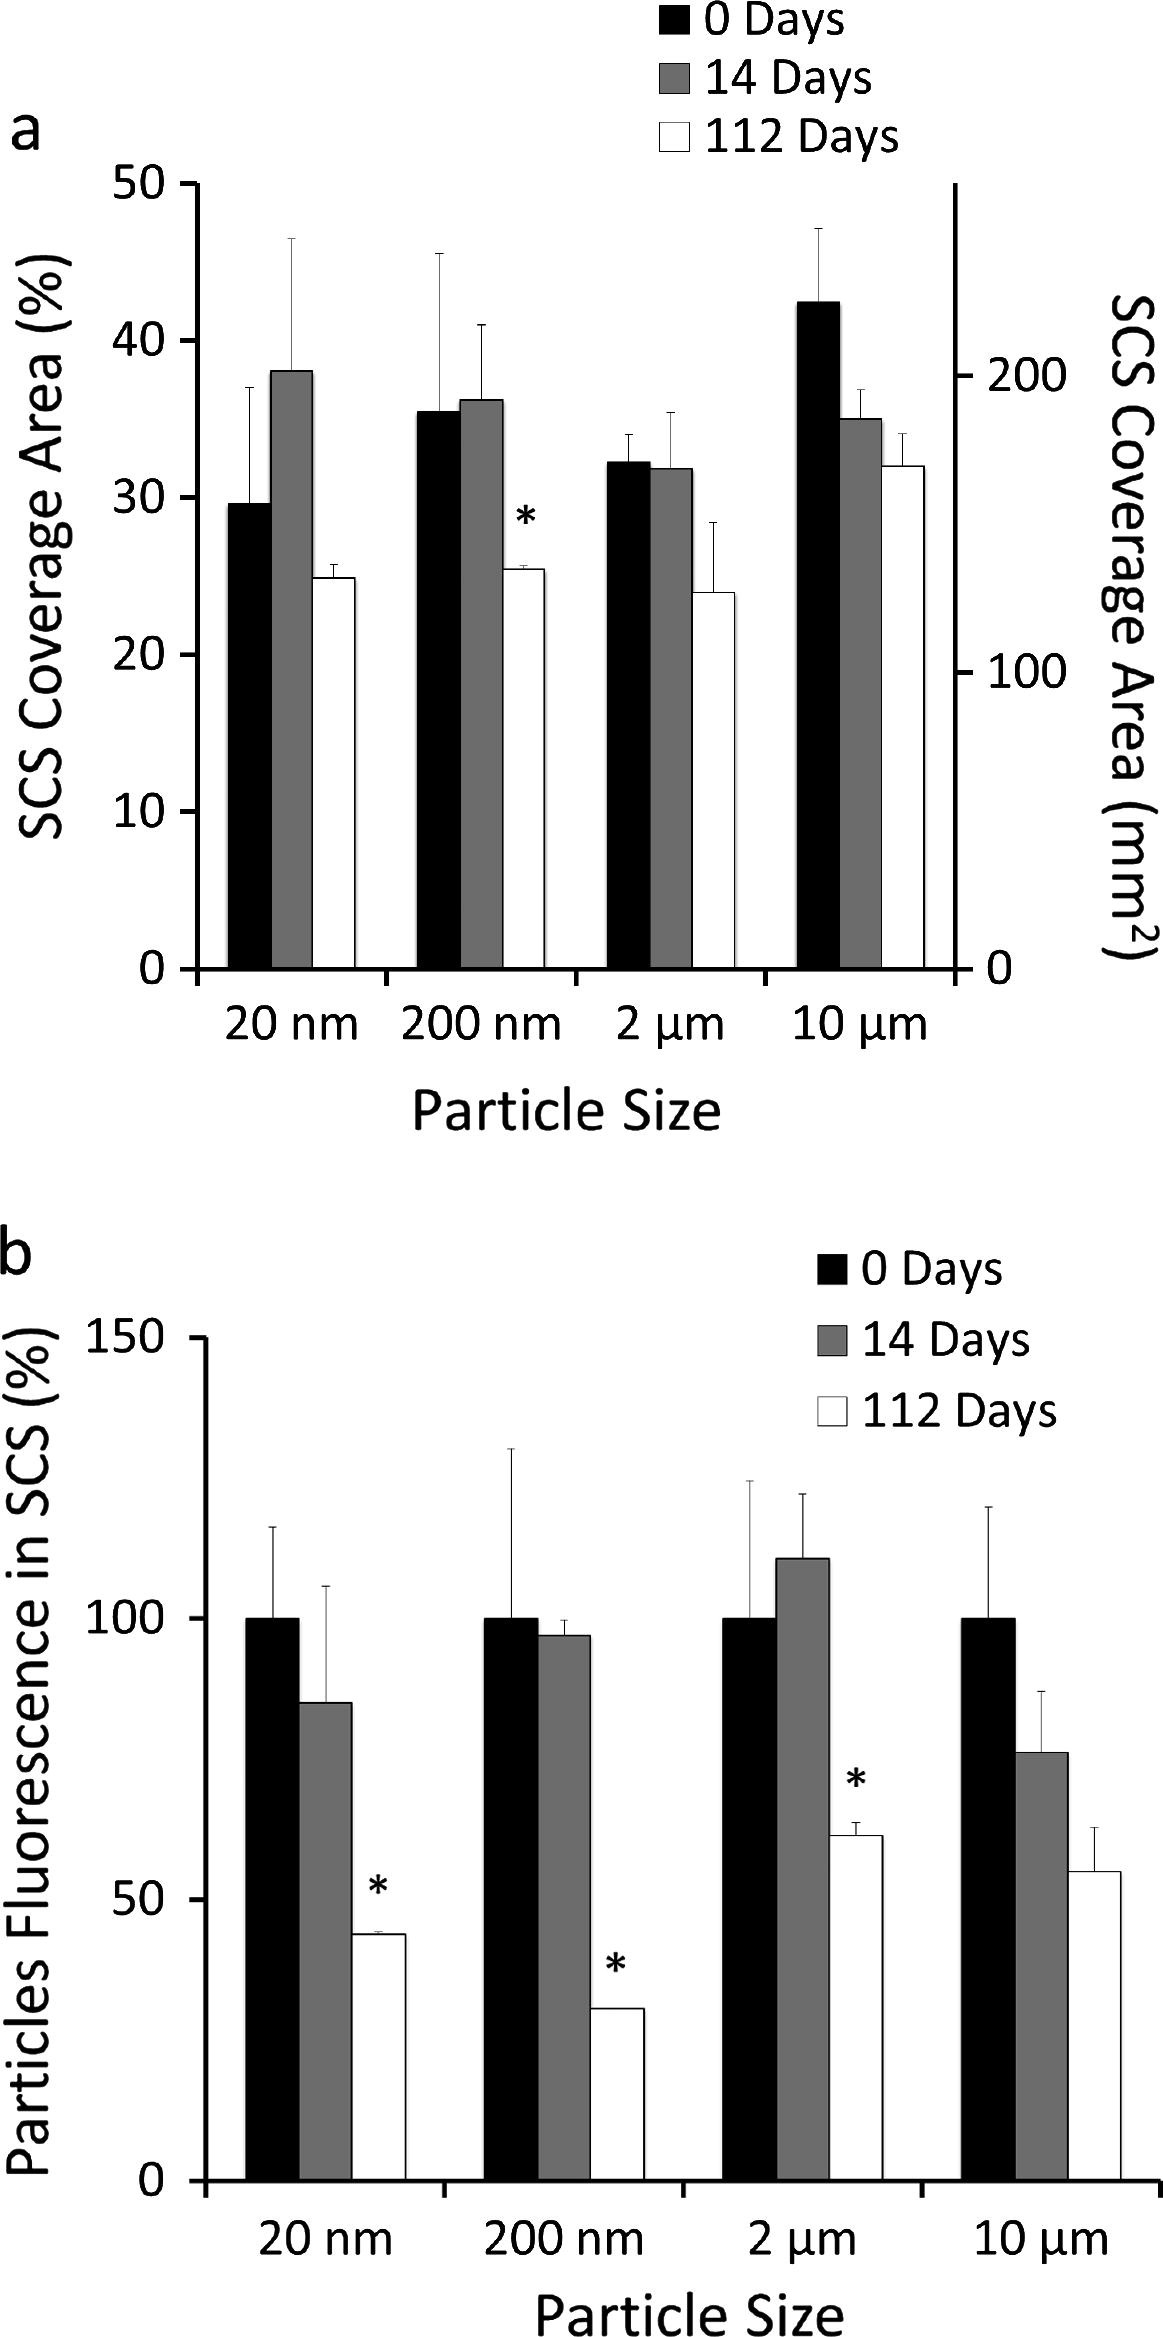 0 Days
14 Days
112 Days
a
SCS Coverage Area (%)
50
40
30
20
10
0
*
200
100
0
SCS Coverage Area (mm²)
20 nm 200 nm 2 µm 10 µm
Particle Size
b
0 Days
14 Days
112 Days
Particles Fluorescence in SCS (%)
150
100
50
0
*
*
*
20 nm 200 nm 2 µm 10 µm
Particle Size